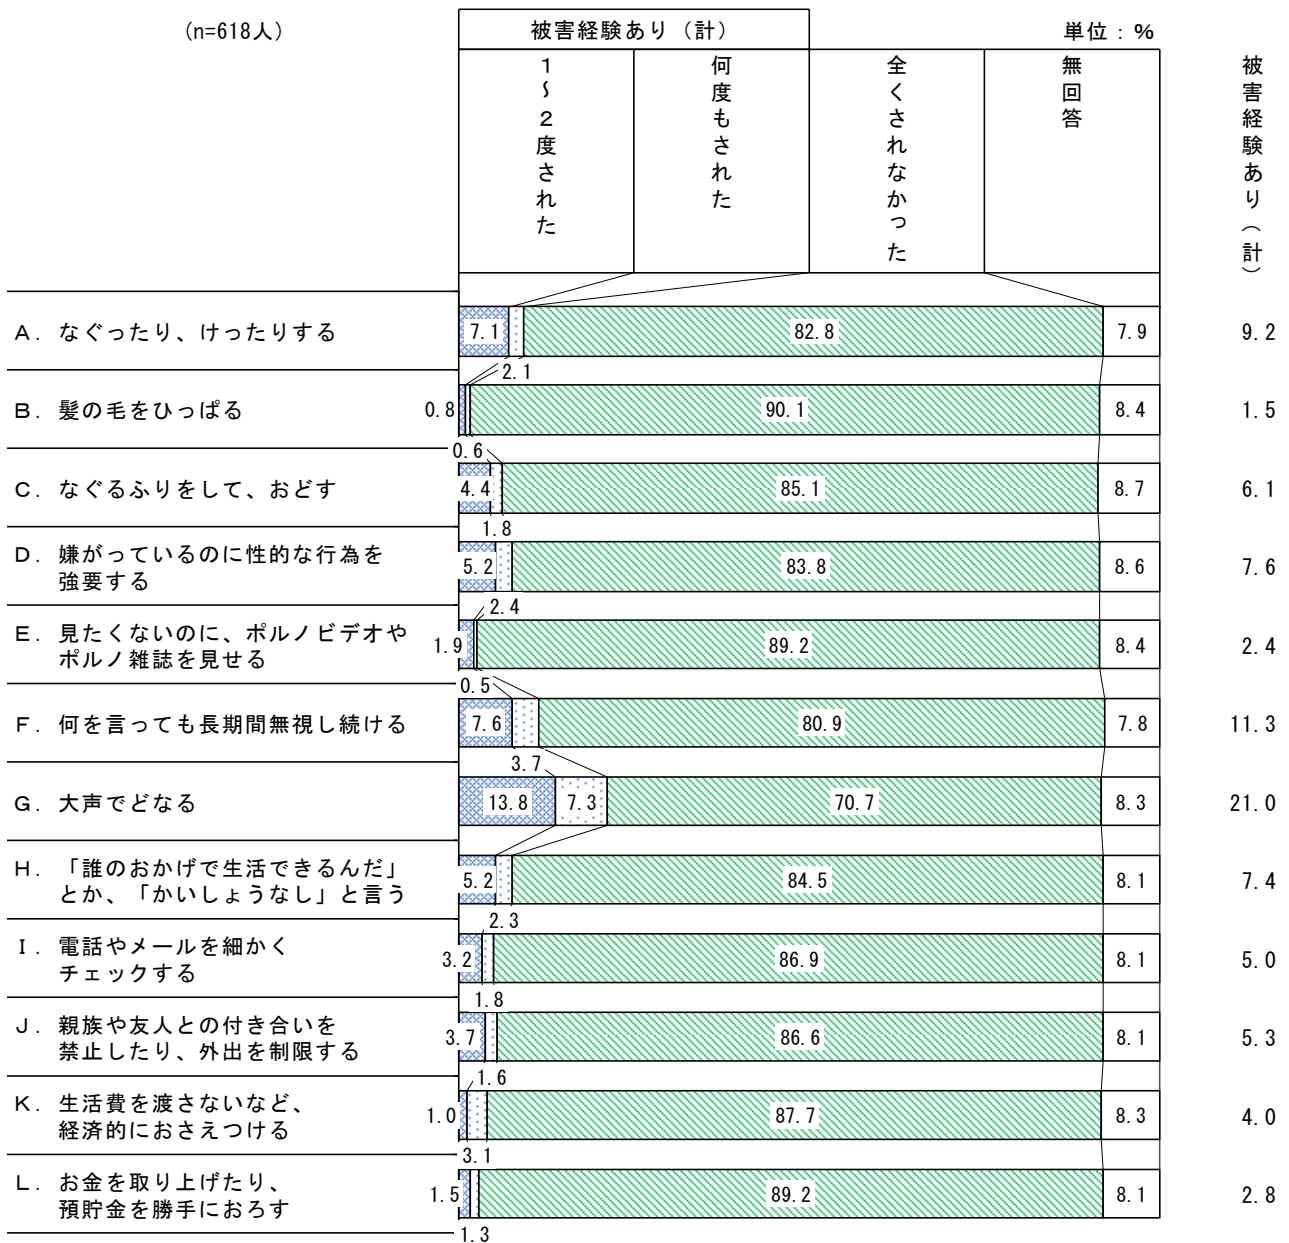 (n=618人)
被害経験あり（計）
単位：%
１～２度された
何度もされた
全くされなかった
無回答
被害経験あり（計）
Ａ．なぐったり、けったりする
7.1
82.8
7.9
9.2
2.1
Ｂ．髪の毛をひっぱる
0.8
90.1
8.4
1.5
0.6
Ｃ．なぐるふりをして、おどす
4.4
85.1
8.7
6.1
1.8
Ｄ．嫌がっているのに性的な行為を
強要する
5.2
83.8
8.6
7.6
2.4
Ｅ．見たくないのに、ポルノビデオや
ポルノ雑誌を見せる
1.9
89.2
8.4
2.4
0.5
Ｆ．何を言っても長期間無視し続ける
7.6
80.9
7.8
11.3
3.7
Ｇ．大声でどなる
13.8
7.3
70.7
8.3
21.0
Ｈ．「誰のおかげで生活できるんだ」
とか、「かいしょうなし」と言う
5.2
84.5
8.1
7.4
2.3
Ｉ．電話やメールを細かく
チェックする
3.2
86.9
8.1
5.0
1.8
Ｊ．親族や友人との付き合いを
禁止したり、外出を制限する
3.7
86.6
8.1
5.3
1.6
Ｋ．生活費を渡さないなど、
経済的におさえつける
1.0
87.7
8.3
4.0
3.1
Ｌ．お金を取り上げたり、
預貯金を勝手におろす
1.5
89.2
8.1
2.8
1.3